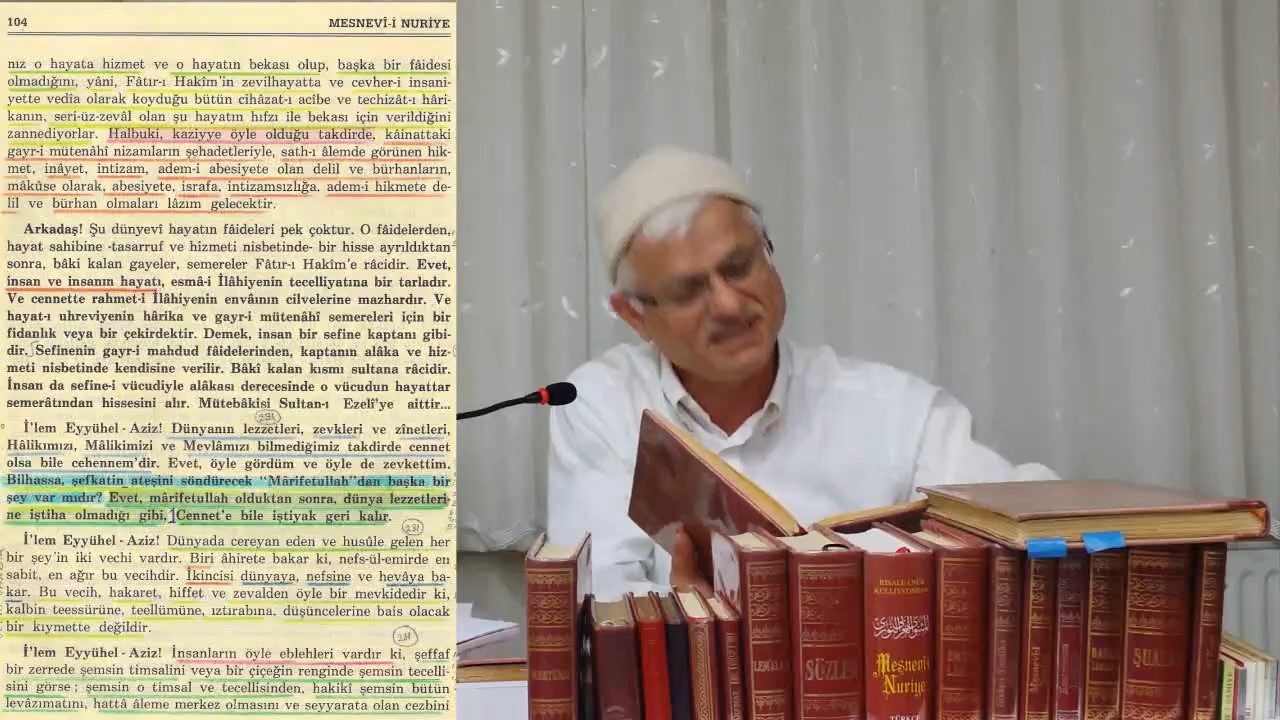 104 MESNEVÎ-İ NURİYE
nız o hayata hizmet ve o hayatın bekası olup, başka bir fâidesi
olmadığını, yâni, Fâtır-ı Hakîm'in zevilhayatta ve cevher-i insani-
yette vedia olarak koyduğu bütün cihâzat-ı acibe ve techizât-ı hâri-
kanın, seri-üz-zevâl olan şu hayatın hıfzı ile bekası için verildiğini
zannediyorlar. Halbuki, kaziyye öyle olduğu takdirde, kâinattaki
gayr-i mütenâhî nizamların şehadetleriyle, sath-ı âlemde görünen hik-
met, inâyet, intizam, adem-i abesiyete olan delil ve bürhanların,
mâkûse olarak, abesiyete, israfa, intizamsızlığa, adem-i hikmete de-
lil ve bürhan olmaları lâzım gelecektir.
Arkadaş! Şu dünyevî hayatın fâideleri pek çoktur. O fâidelerden,
hayat sahibine -tasarruf ve hizmeti nisbetinde- bir hisse ayrıldıktan
sonra, bâki kalan gayeler, semereler Fâtır-ı Hakîm'e râcidir. Evet,
insan ve insanın hayatı, esmâ-i İlâhiyenin tecelliyatına bir tarladır.
Ve cennette rahmet-i İlâhiyenin envâının cilvelerine mazhardır. Ve
hayat-ı uhreviyenin hârika ve gayr-i mütenâhî semereleri için bir
fidanlık veya bir çekirdektir. Demek, insan bir sefine kaptanı gibi-
dir. Sefinenin gayr-i mahdud fâidelerinden, kaptanın alâka ve hiz-
meti nisbetinde kendisine verilir. Bâki kalan kısmı sultana râcidir.
İnsan da sefine-i vücudiyle alâkası derecesinde o vücudun hayattar
semerâtından hissesini alır. Mütebâkisi Sultan-ı Ezelî'ye aittir...
231
İ'lem Eyyühel-Aziz! Dünyanın lezzetleri, zevkleri ve zînetleri,
Hâlikımızı, Mâlikimizi ve Mevlâmızı bilmediğimiz takdirde cennet
olsa bile cehennem'dir. Evet, öyle gördüm ve öyle de zevkettim.
Bilhassa, şefkatin ateşini söndürecek "Mârifetullah"dan başka bir
şey var mıdır? Evet, mârifetullah olduktan sonra, dünya lezzetleri-
ne iştiha olmadığı gibi, Cennet'e bile iştiyak geri kalır.
231
İ'lem Eyyühel-Aziz! Dünyada cereyan eden ve husûle gelen her
bir şey'in iki vechi vardır. Biri âhirete bakar ki, nefs-ül-emirde en
sabit, en ağır bu vecihdir. İkincisi dünyaya, nefsine ve hevâya ba-
kar. Bu vecih, hakaret, hiffet ve zevalden öyle bir mevkidedir ki,
kalbin teessürüne, teellümüne, ıztırabına, düşüncelerine bais olacak
bir kıymette değildir.
231
İ'lem Eyyühel-Aziz! İnsanların öyle eblehleri vardır ki, şeffaf
bir zerrede şemsin timsalini veya bir çiçeğin renginde şemsin tecelli-
sini görse; şemsin o timsal ve tecellisinden, hakikî şemsin bütün
levâzımatını, hattâ âleme merkez olmasını ve seyyarata olan cezbini
SÖZLER
RİSALE-İ NUR
KÜLLİYATINDAN
Mesnevî-i
Nuriye
TÜRKÇE
Mesnevî-i
ŞUA